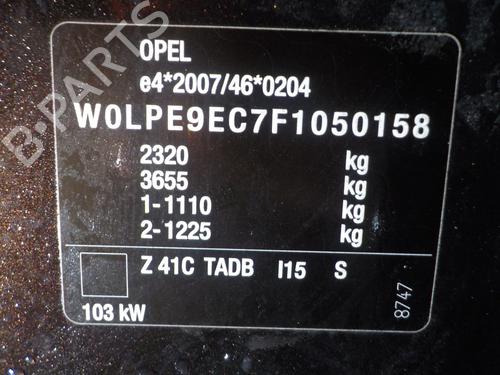 OPEL
e4*2007/46*0204
W0LPE9EC7F1050158
2320 kg
3655 kg
1-1110 kg
2-1225 kg
Z 41C TADB I15 S
103 kW
8747
B-PARTS